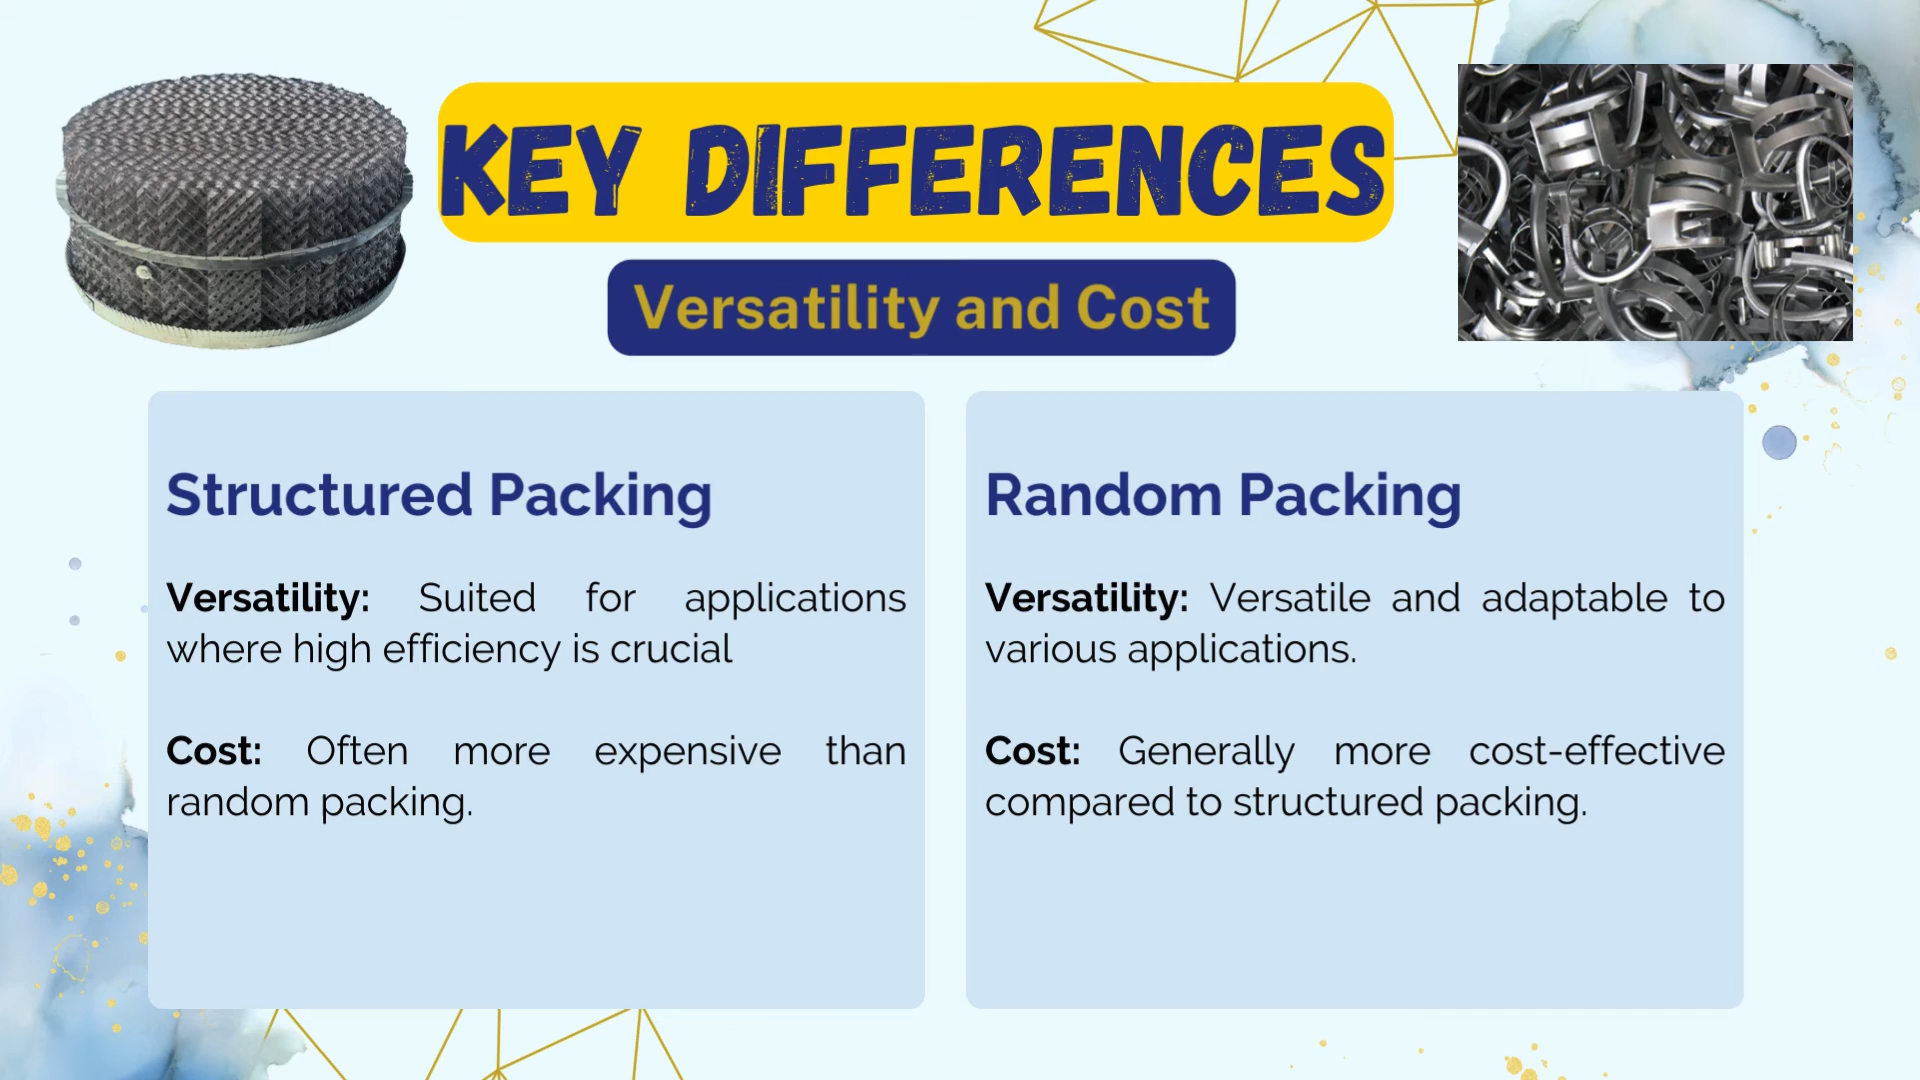 KEY DIFFERENCES
Versatility and Cost
Structured Packing
Versatility: Suited for applications
where high efficiency is crucial
Cost: Often more expensive than
random packing.
Random Packing
Versatility: Versatile and adaptable to
various applications.
Cost: Generally more cost-effective
compared to structured packing.